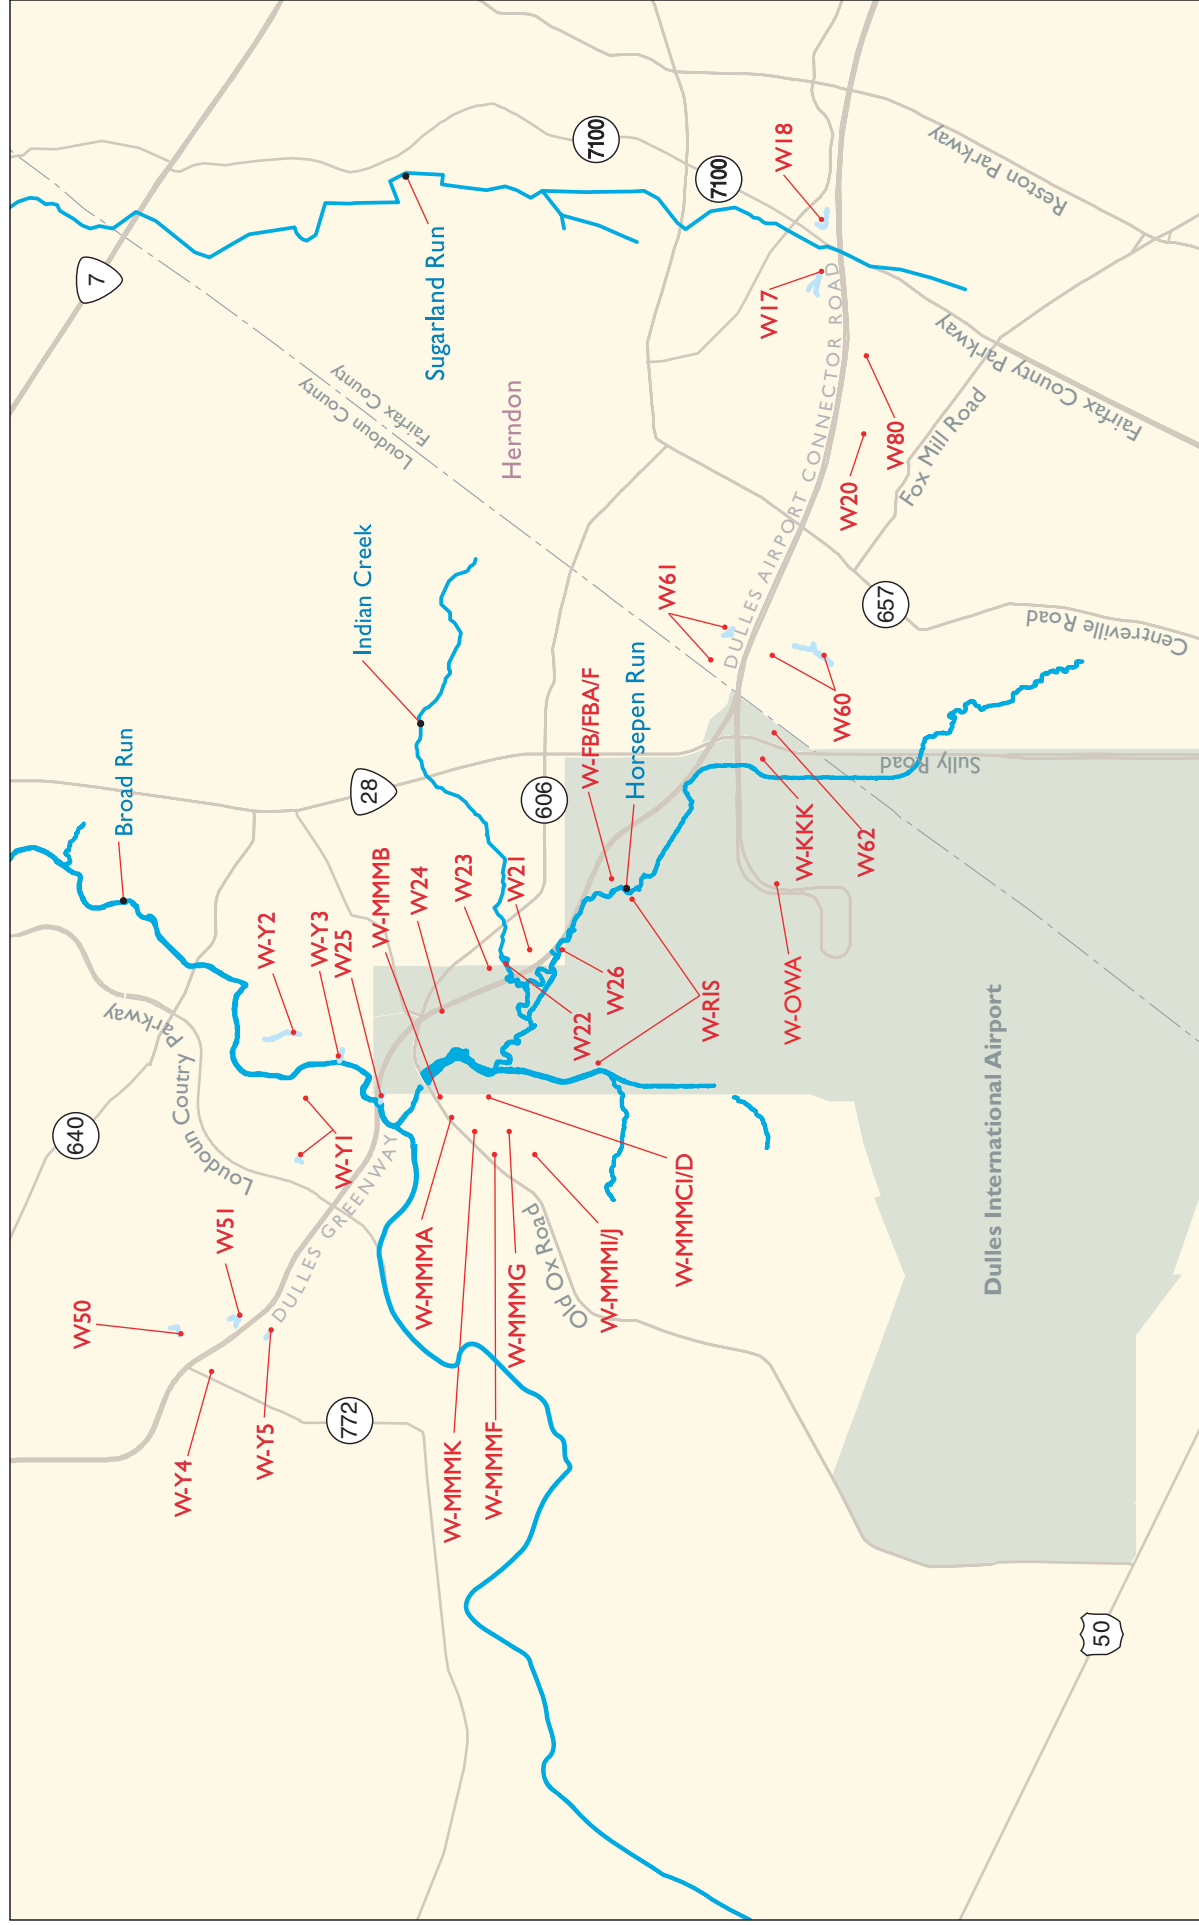 7
7100
7100
W18
Reston Parkway
Sugarland Run
W17
Loudoun County
Fairfax County
Herndon
DULLES AIRPORT CONNECTOR ROAD
Fairfax County Parkway
W80
W20
Fox Mill Road
Indian Creek
W61
657
Centreville Road
Broad Run
28
606
W-FB/FBA/F
Horsepen Run
W60
Sully Road
W-KKK
W62
W-Y2
W-Y3
W25
W-MMMB
W24
W23
W21
W22
W26
W-RIS
W-OWA
Dulles International Airport
640
Loudoun Coutry Parkway
W-Y1
W51
W50
DULLES GREENWAY
W-MMMA
Old Ox Road
W-MMMG
W-MMMI/J
W-MMMCI/D
W-Y4
W-Y5
772
W-MMMK
W-MMMF
50